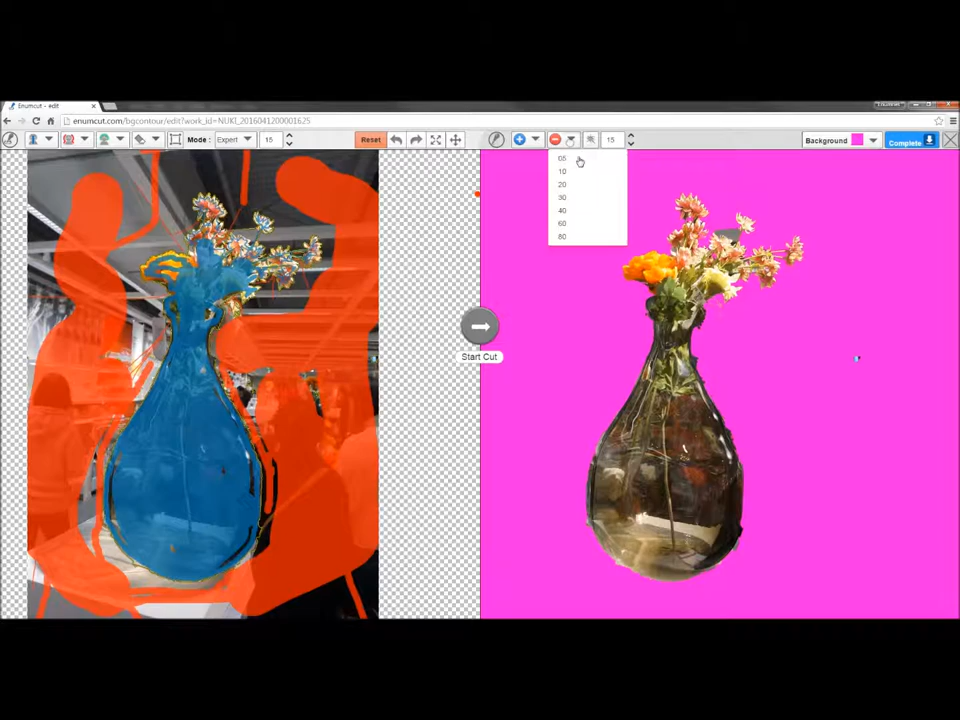 Enumcut - edit
enumcut.com/bgcontour/edit?work_id=NUKI_2016041200001625
Mode : Expert 15 Reset 15 Background Complete
05
10
20
30
40
60
80
Start Cut